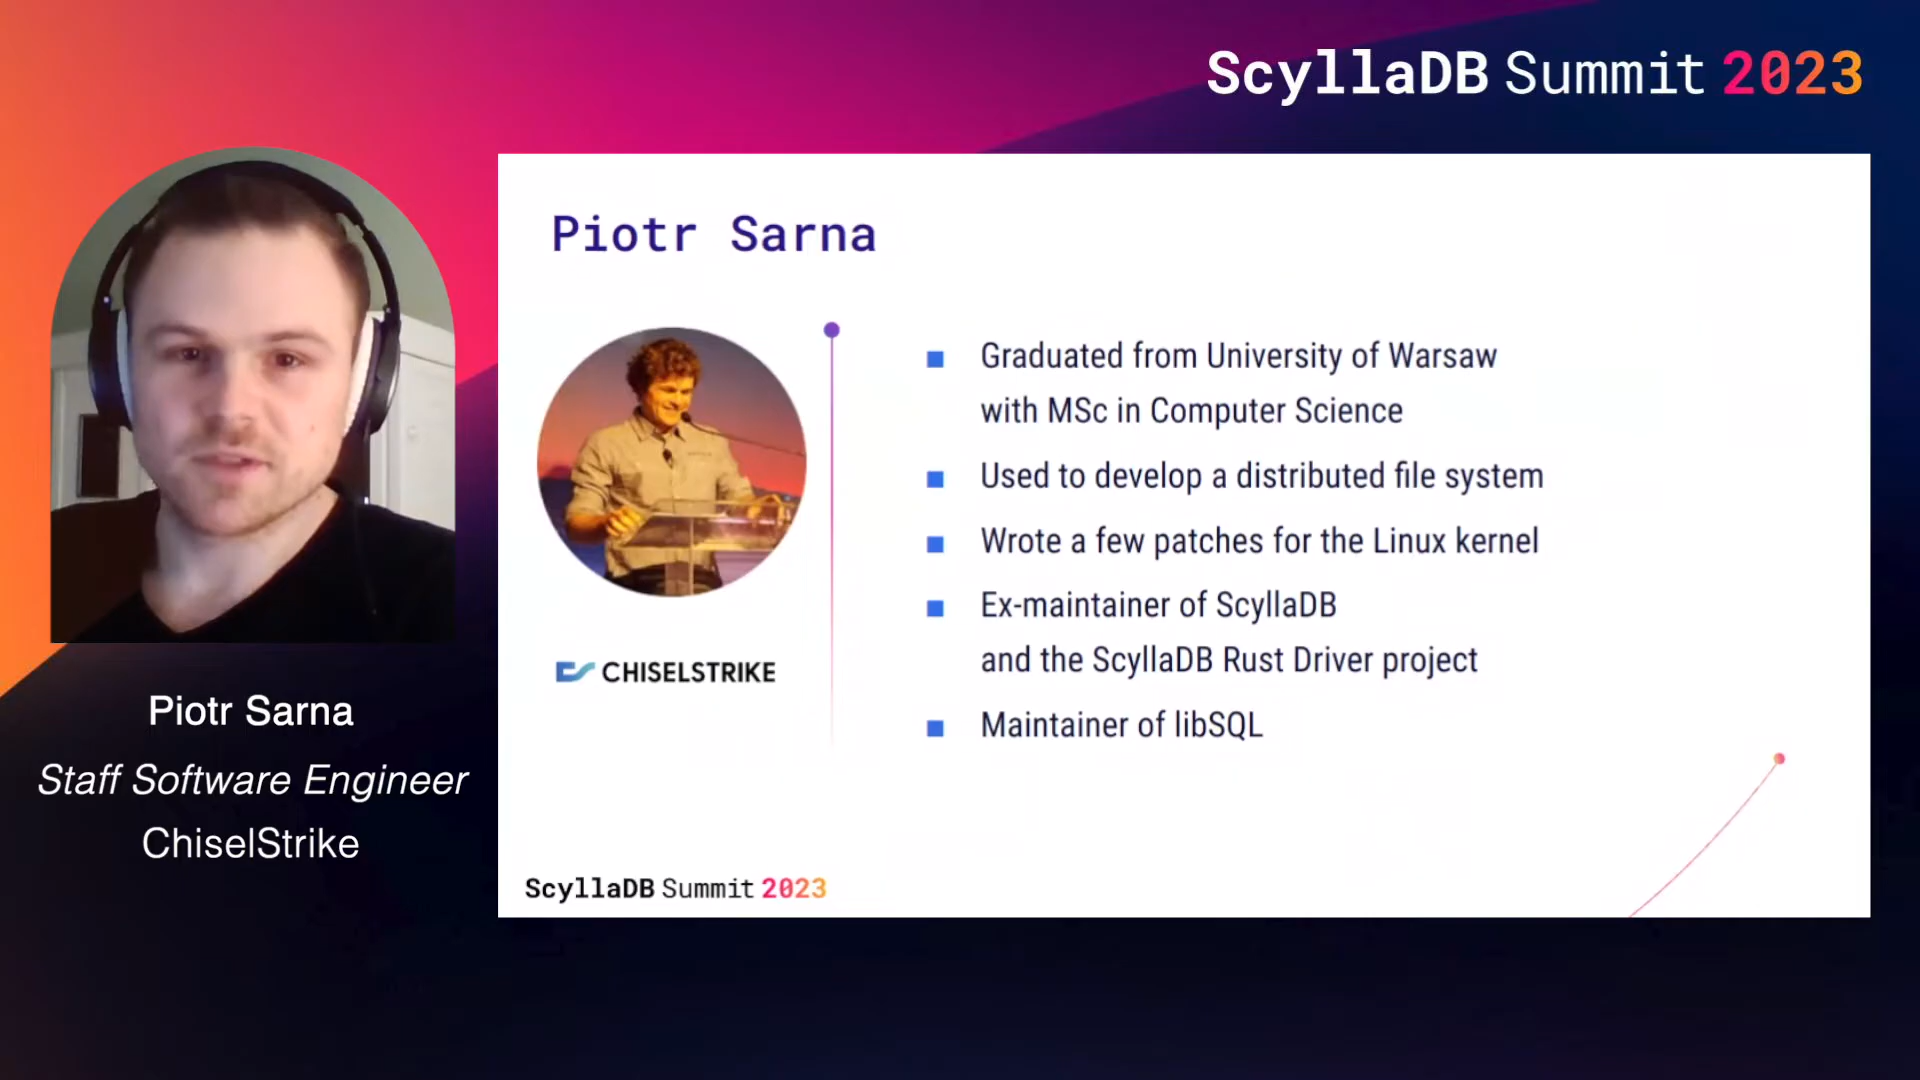 ScyllaDB Summit 2023
Piotr Sarna
Graduated from University of Warsaw
with MSc in Computer Science
Used to develop a distributed file system
Wrote a few patches for the Linux kernel
Ex-maintainer of ScyllaDB
and the ScyllaDB Rust Driver project
Maintainer of libSQL
CHISELSTRIKE
ScyllaDB Summit 2023
Piotr Sarna
Staff Software Engineer
ChiselStrike